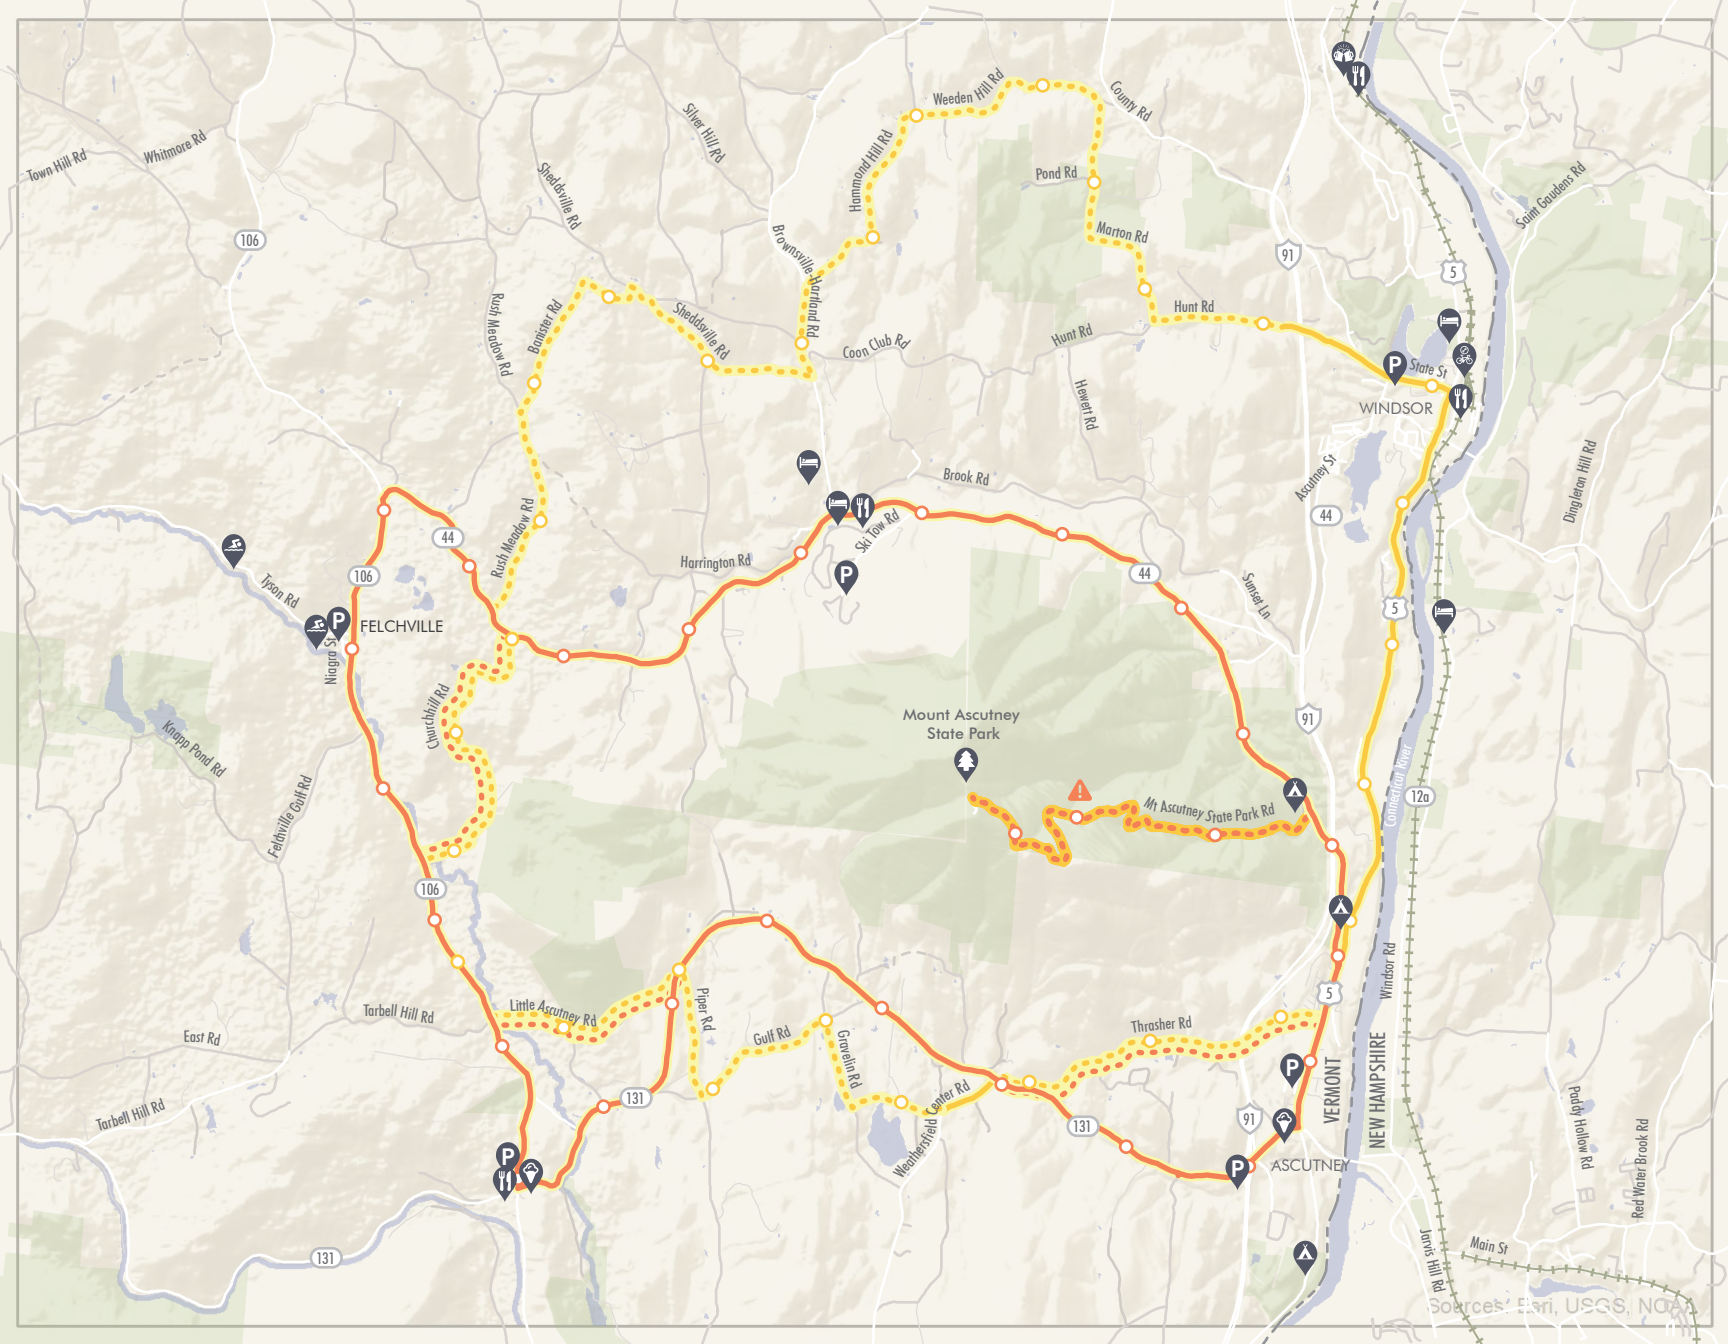 Weeden Hill Rd
County Rd
Silver Hill Rd
Whitmore Rd
Town Hill Rd
Hammond Hill Rd
Sheddsville Rd
Pond Rd
Saint Gaudens Rd
Marton Rd
106
Brownsville-Hartland Rd
91
5
Rush Meadow Rd
Banister Rd
Sheddsville Rd
Hunt Rd
Hunt Rd
Coon Club Rd
P
State St
WINDSOR
Hewett Rd
Brook Rd
Ascutney St
Dingleton Hill Rd
44
44
Ski Tow Rd
Rush Meadow Rd
Harrington Rd
106
P
44
Tyson Rd
Sunset Ln
5
P
FELCHVILLE
Niagra St
Churchhill Rd
Mount Ascutney
State Park
91
Knapp Pond Rd
Connecticut River
12a
Felchville Gulf Rd
Mt Ascutney State Park Rd
106
Windsor Rd
5
Little Ascutney Rd
Piper Rd
Tarbell Hill Rd
East Rd
Gulf Rd
Gravelin Rd
Thrasher Rd
P
VERMONT
NEW HAMPSHIRE
131
Weathersfield Center Rd
Tarbell Hill Rd
91
131
Paddy Hollow Rd
Red Water Brook Rd
P
P
ASCUTNEY
131
Jarvis Hill Rd
Main St
Sources: Esri, USGS, NOAA